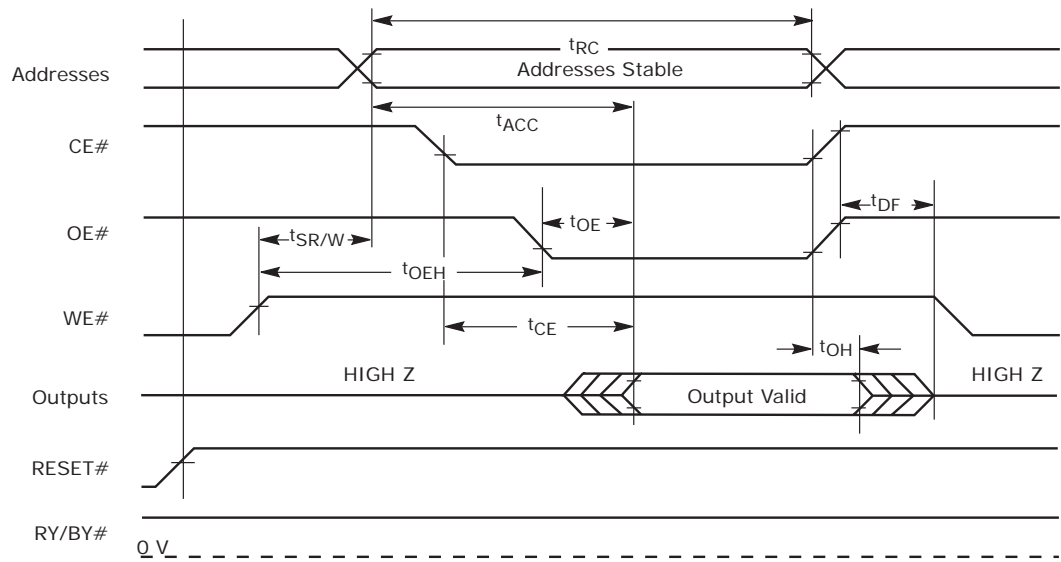 tRC
Addresses
Addresses Stable
tACC
CE#
tDF
tOE
OE#
tSR/W
tOEH
WE#
tCE
tOH
HIGH Z
HIGH Z
Outputs
Output Valid
RESET#
RY/BY#
0 V